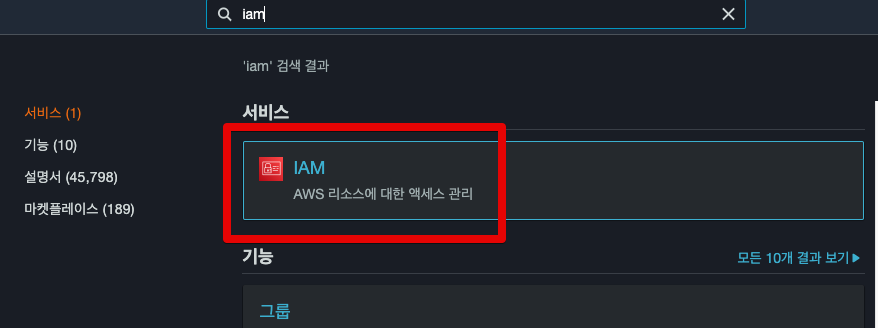 iam
'iam' 검색 결과
서비스 (1)
기능 (10)
설명서 (45,798)
마켓플레이스 (189)
서비스
IAM
AWS 리소스에 대한 액세스 관리
기능
모든 10개 결과 보기
그룹